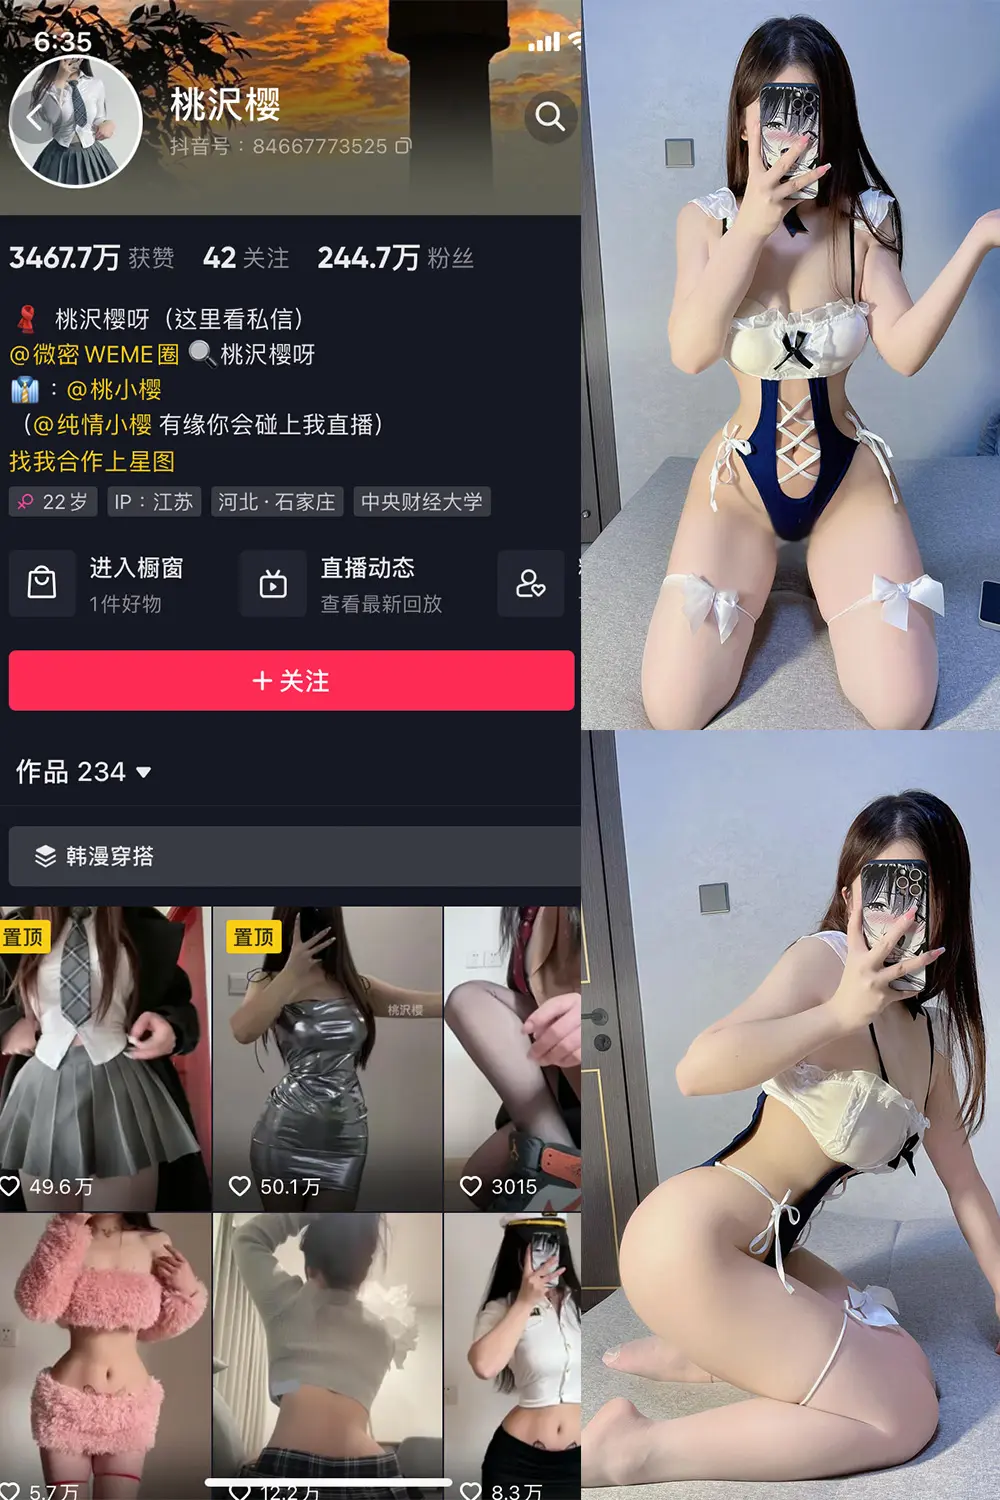 6:35
桃沢樱
抖音号：84667773525
3467.7万 获赞 42 关注 244.7万 粉丝
桃沢樱呀（这里看私信）
@微密WEME圈 🔍桃沢樱呀
：@桃小樱
（@纯情小樱 有缘你会碰上我直播）
找我合作上星图
22岁 IP：江苏 河北·石家庄 中央财经大学
进入橱窗 直播动态
1件好物 查看最新回放
+ 关注
作品 234
韩漫穿搭
置顶 置顶
桃沢樱
49.6万 50.1万 3015
5.7万 12.2万 8.3万